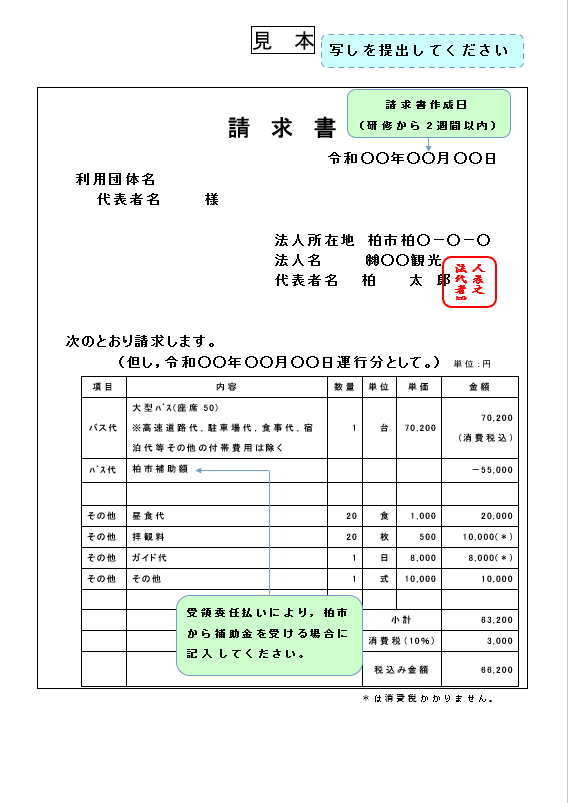 見 本
写しを提出してください
請求書作成日
(研修から2週間以内)
請 求 書
令和〇〇年〇〇月〇〇日
利用団体名
代表者名 様
法人所在地 柏市柏〇-〇-〇
法人名 ㈱〇〇観光
代表者名 柏 太 郎
次のとおり請求します。
(但し,令和〇〇年〇〇月〇〇日運行分として。) 単位:円
項目 内容 数量 単位 単価 金額
バス代 大型バス(座席 50) ※高速道路代,駐車場代,食事代,宿泊代等その他の付帯費用は除く 1 台 70,200 70,200 (消費税込)
バス代 柏市補助額 -55,000
その他 昼食代 20 食 1,000 20,000
その他 拝観料 20 枚 500 10,000(*)
その他 ガイド代 1 日 8,000 8,000(*)
その他 その他 1 式 10,000 10,000
受領委任払いにより,柏市
から補助金を受ける場合に
記入してください。
小計 63,200
消費税(10%) 3,000
税込み金額 66,200
*は消費税かかりません。